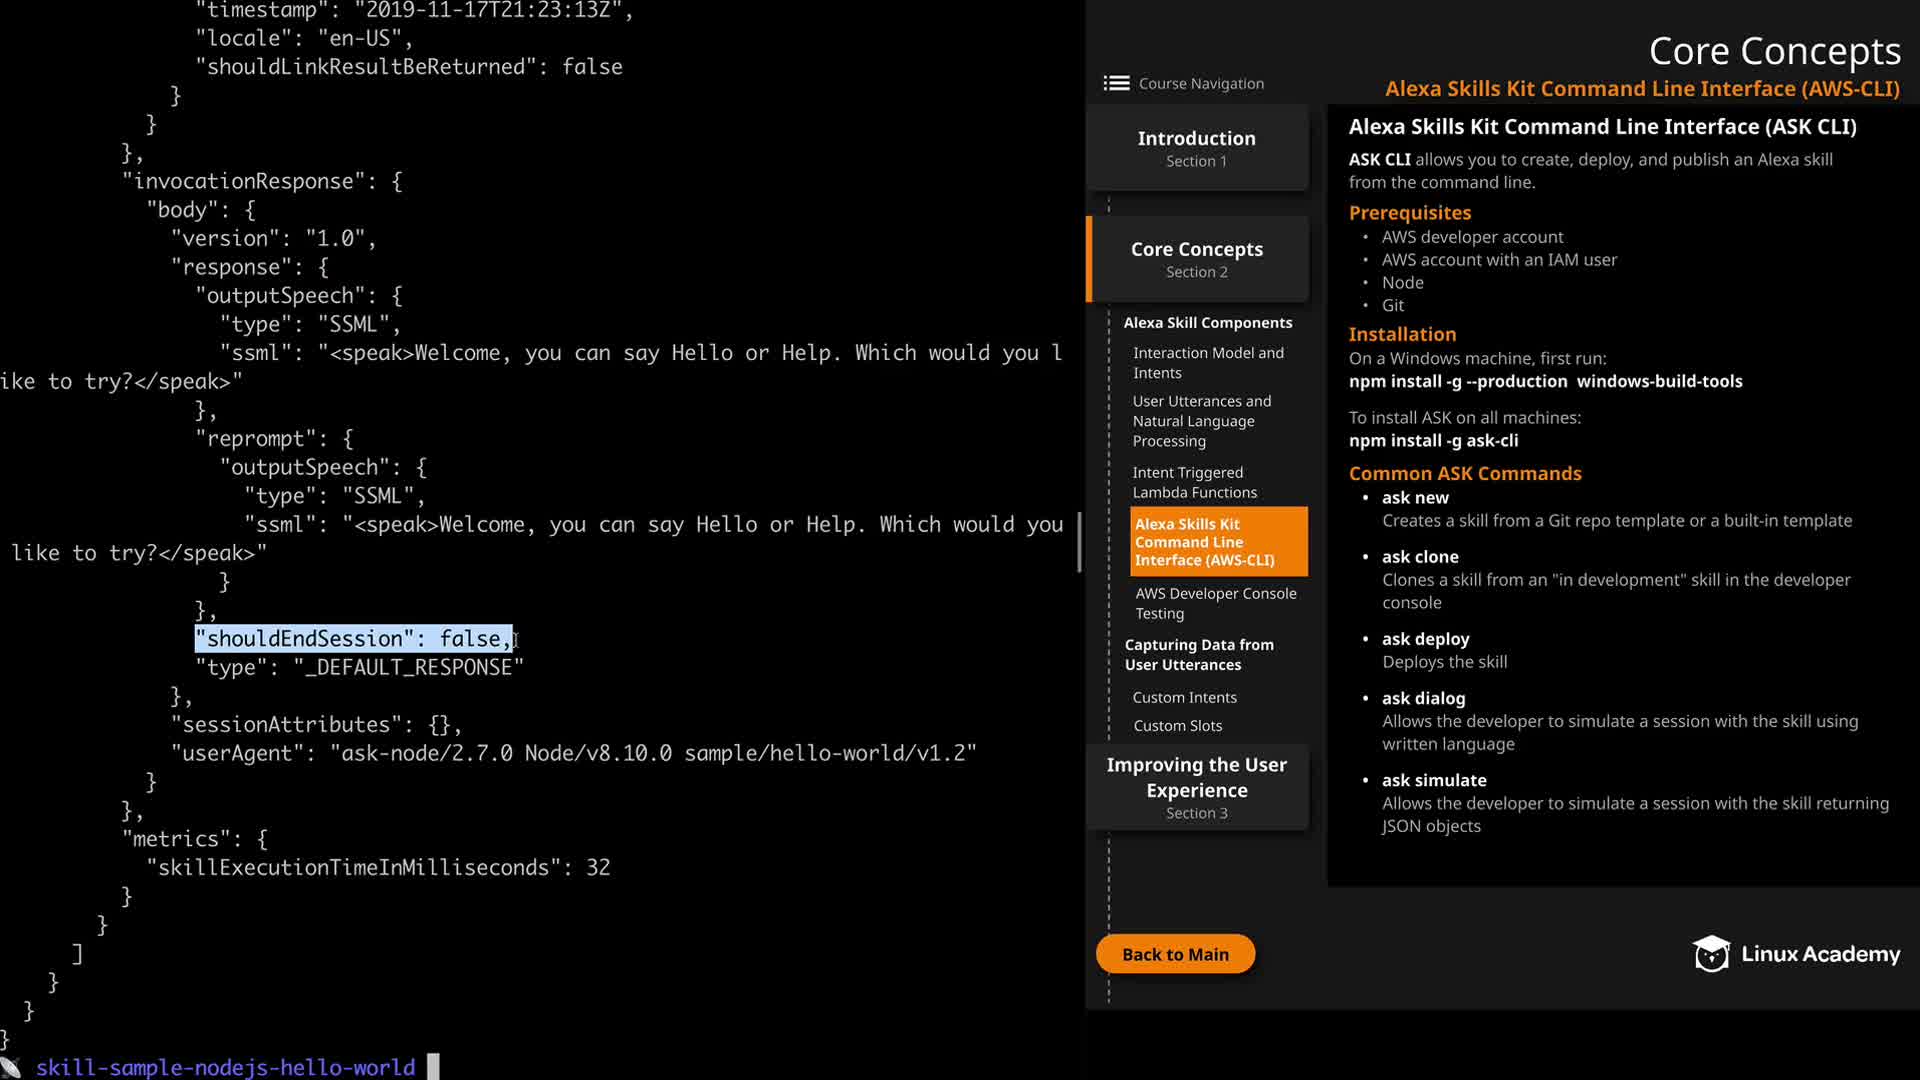 "timestamp": "2019-11-17T21:23:13Z",
"locale": "en-US",
"shouldLinkResultBeReturned": false
}
}
},
"invocationResponse": {
"body": {
"version": "1.0",
"response": {
"outputSpeech": {
"type": "SSML",
"ssml": "<speak>Welcome, you can say Hello or Help. Which would you l
ike to try?</speak>"
},
"reprompt": {
"outputSpeech": {
"type": "SSML",
"ssml": "<speak>Welcome, you can say Hello or Help. Which would you
like to try?</speak>"
}
},
"shouldEndSession": false,
"type": "_DEFAULT_RESPONSE"
},
"sessionAttributes": {},
"userAgent": "ask-node/2.7.0 Node/v8.10.0 sample/hello-world/v1.2"
}
},
"metrics": {
"skillExecutionTimeInMilliseconds": 32
}
}
]
}
}
}
skill-sample-nodejs-hello-world
Core Concepts
Alexa Skills Kit Command Line Interface (AWS-CLI)
Course Navigation
Introduction
Section 1
Core Concepts
Section 2
Alexa Skill Components
Interaction Model and
Intents
User Utterances and
Natural Language
Processing
Intent Triggered
Lambda Functions
Alexa Skills Kit
Command Line
Interface (AWS-CLI)
AWS Developer Console
Testing
Capturing Data from
User Utterances
Custom Intents
Custom Slots
Improving the User
Experience
Section 3
Back to Main
Alexa Skills Kit Command Line Interface (ASK CLI)
ASK CLI allows you to create, deploy, and publish an Alexa skill
from the command line.
Prerequisites
• AWS developer account
• AWS account with an IAM user
• Node
• Git
Installation
On a Windows machine, first run:
npm install -g --production windows-build-tools
To install ASK on all machines:
npm install -g ask-cli
Common ASK Commands
• ask new
Creates a skill from a Git repo template or a built-in template
• ask clone
Clones a skill from an "in development" skill in the developer
console
• ask deploy
Deploys the skill
• ask dialog
Allows the developer to simulate a session with the skill using
written language
• ask simulate
Allows the developer to simulate a session with the skill returning
JSON objects
Linux Academy